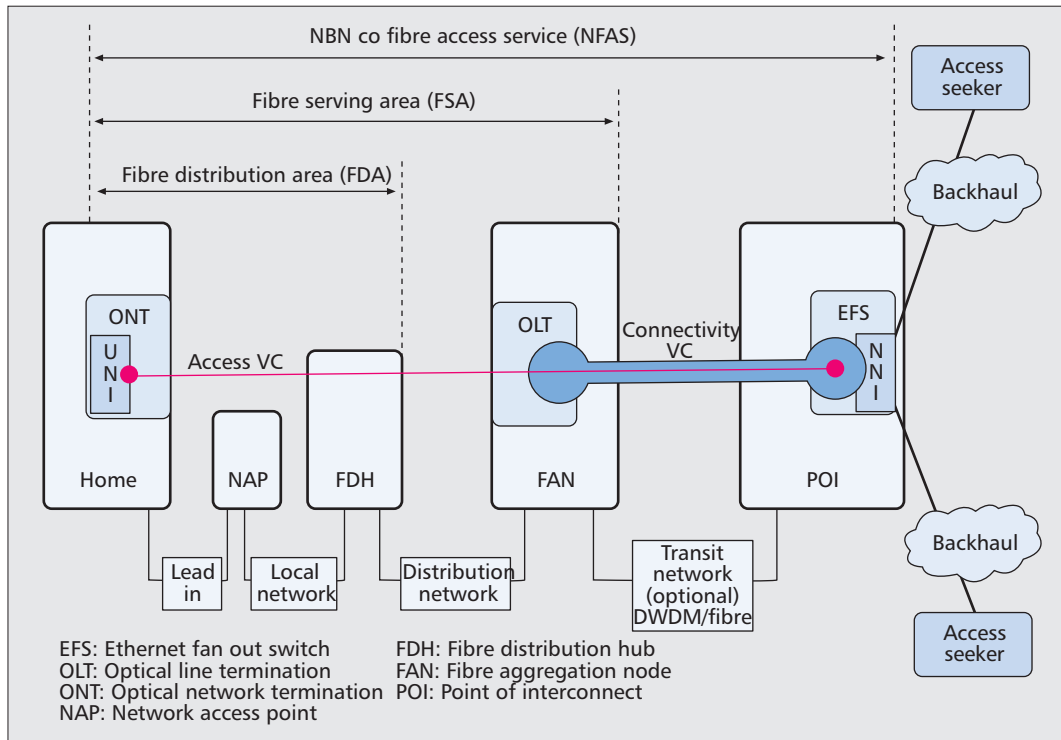 NBN co fibre access service (NFAS)
Access
seeker
Fibre serving area (FSA)
Fibre distribution area (FDA)
Backhaul
ONT
U
N
I
Access VC
OLT
Connectivity
VC
EFS
N
N
I
Home
NAP
FDH
FAN
POI
Backhaul
Lead
in
Local
network
Distribution
network
Transit
network
(optional)
DWDM/fibre
Access
seeker
EFS: Ethernet fan out switch
OLT: Optical line termination
ONT: Optical network termination
NAP: Network access point
FDH: Fibre distribution hub
FAN: Fibre aggregation node
POI: Point of interconnect